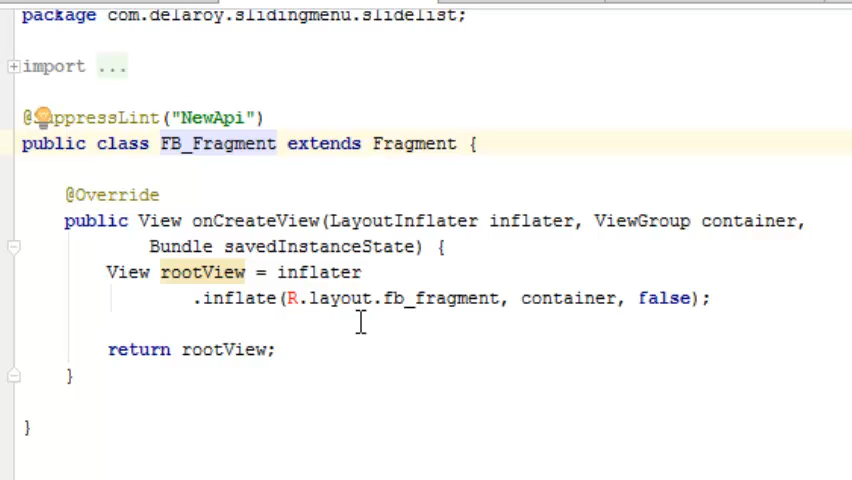 package com.delaroy.slidingmenu.slidelist;
import ...
@SuppressLint("NewApi")
public class FB_Fragment extends Fragment {
@Override
public View onCreateView(LayoutInflater inflater, ViewGroup container,
Bundle savedInstanceState) {
View rootView = inflater
.inflate(R.layout.fb_fragment, container, false);
return rootView;
}
}